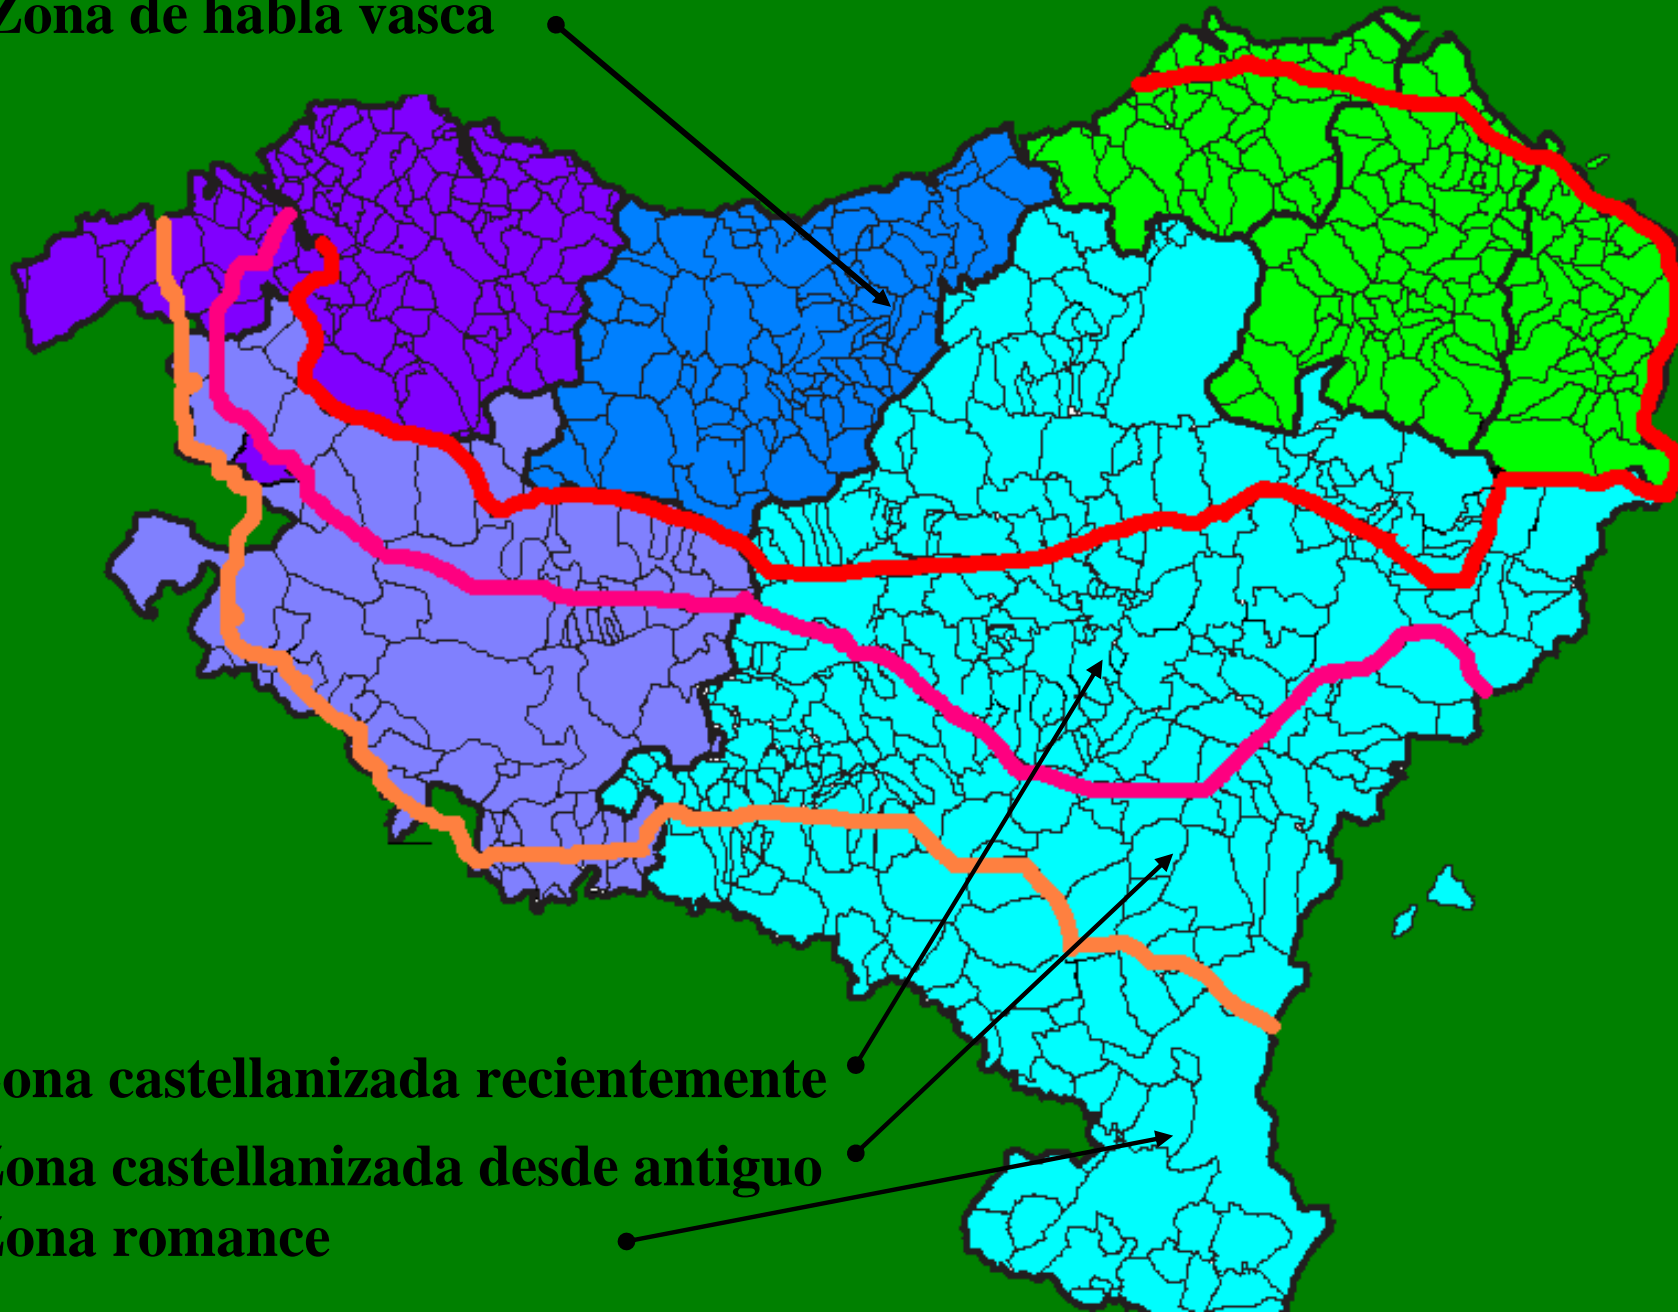 Zona de habla vasca
ona castellanizada recientemente
Zona castellanizada desde antiguo
Zona romance